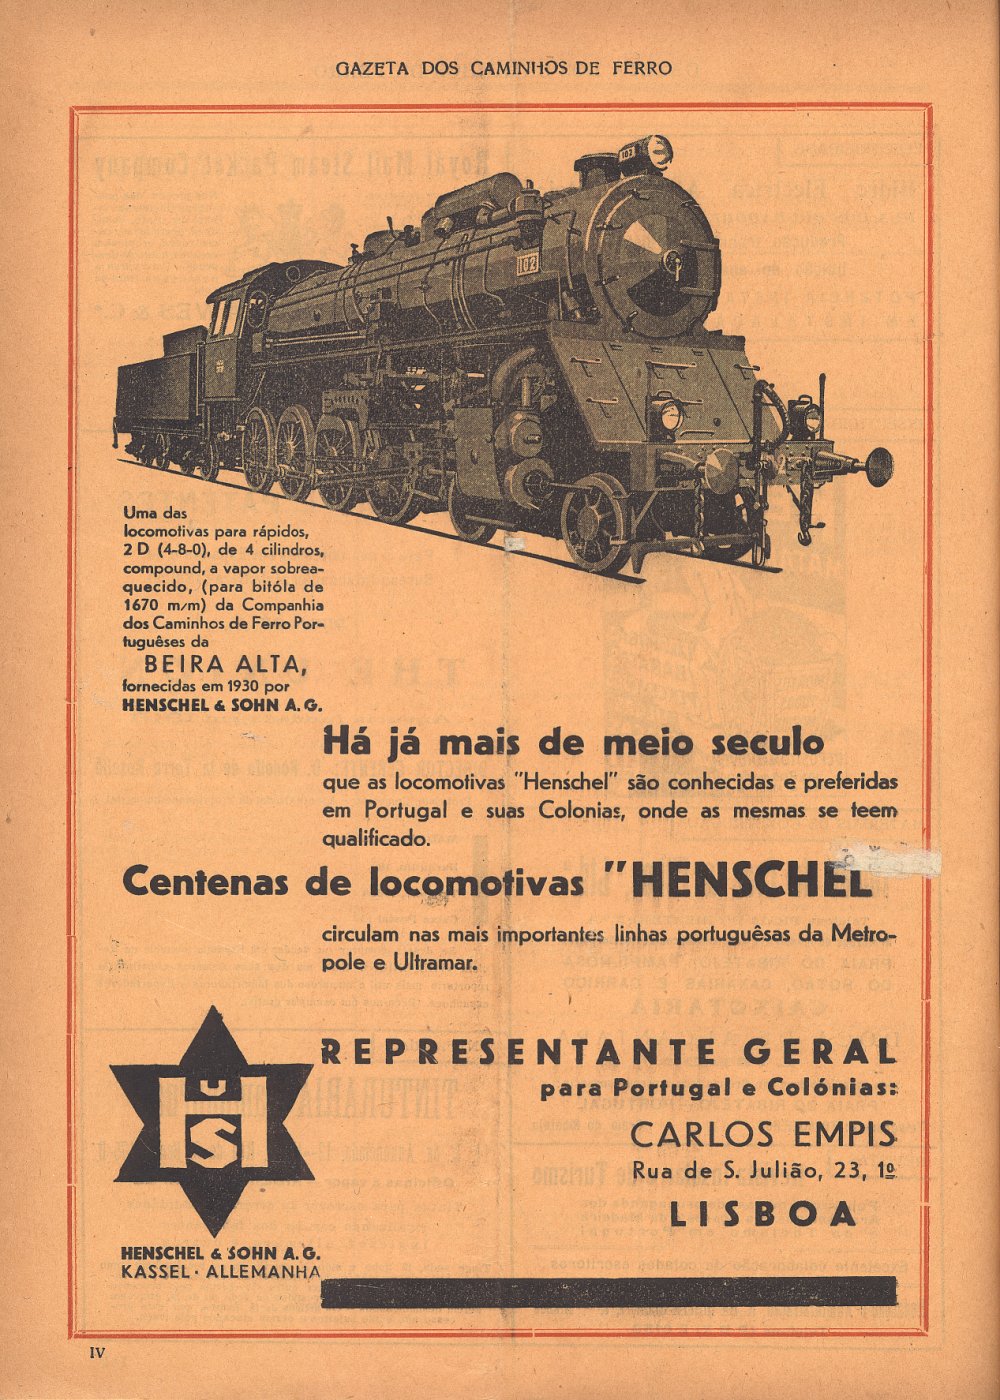 GAZETA DOS CAMINHOS DE FERRO
102
102
Uma das
locomotivas para rápidos,
2 D (4-8-0), de 4 cilindros,
compound, a vapor sobrea-
quecido, (para bitóla de
1670 m/m) da Companhia
dos Caminhos de Ferro Por-
tuguêses da
BEIRA ALTA,
fornecidas em 1930 por
HENSCHEL & SOHN A. G.
Há já mais de meio seculo
que as locomotivas "Henschel" são conhecidas e preferidas
em Portugal e suas Colonias, onde as mesmas se teem
qualificado.
Centenas de locomotivas "HENSCHEL
circulam nas mais importantes linhas portuguêsas da Metro-
pole e Ultramar.
REPRESENTANTE GERAL
para Portugal e Colónias:
CARLOS EMPIS
Rua de S. Julião, 23, 1º
LISBOA
H U S
HENSCHEL & SOHN A. G.
KASSEL · ALLEMANHA
IV